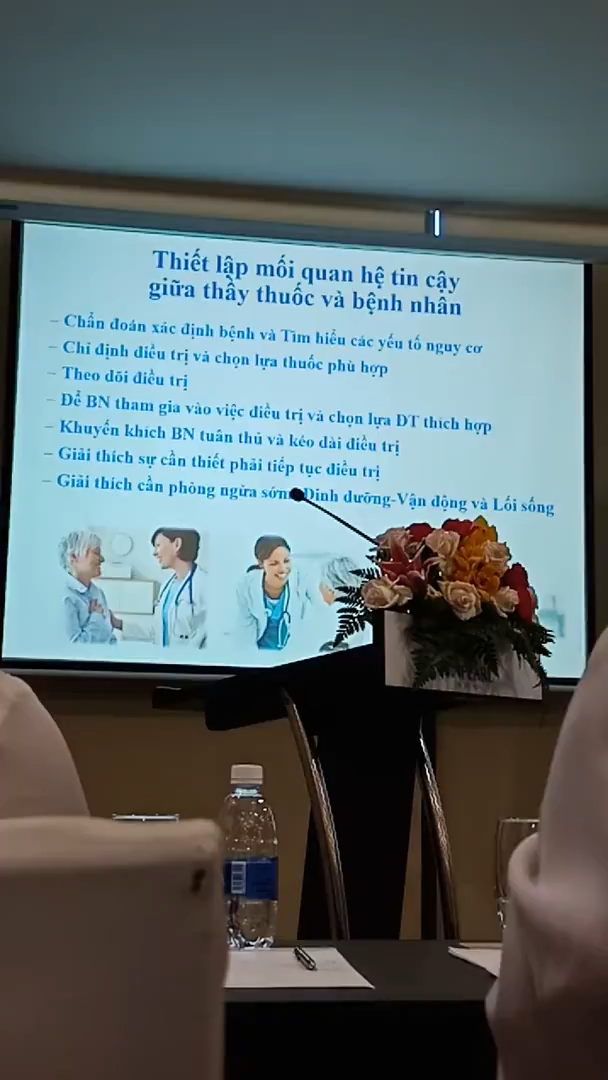 Thiết lập mối quan hệ tin cậy
giữa thầy thuốc và bệnh nhân
– Chẩn đoán xác định bệnh và Tìm hiểu các yếu tố nguy cơ
– Chỉ định điều trị và chọn lựa thuốc phù hợp
– Theo dõi điều trị
– Để BN tham gia vào việc điều trị và chọn lựa ĐT thích hợp
– Khuyến khích BN tuân thủ và kéo dài điều trị
– Giải thích sự cần thiết phải tiếp tục điều trị
– Giải thích cần phòng ngừa sớm: Dinh dưỡng-Vận động và Lối sống